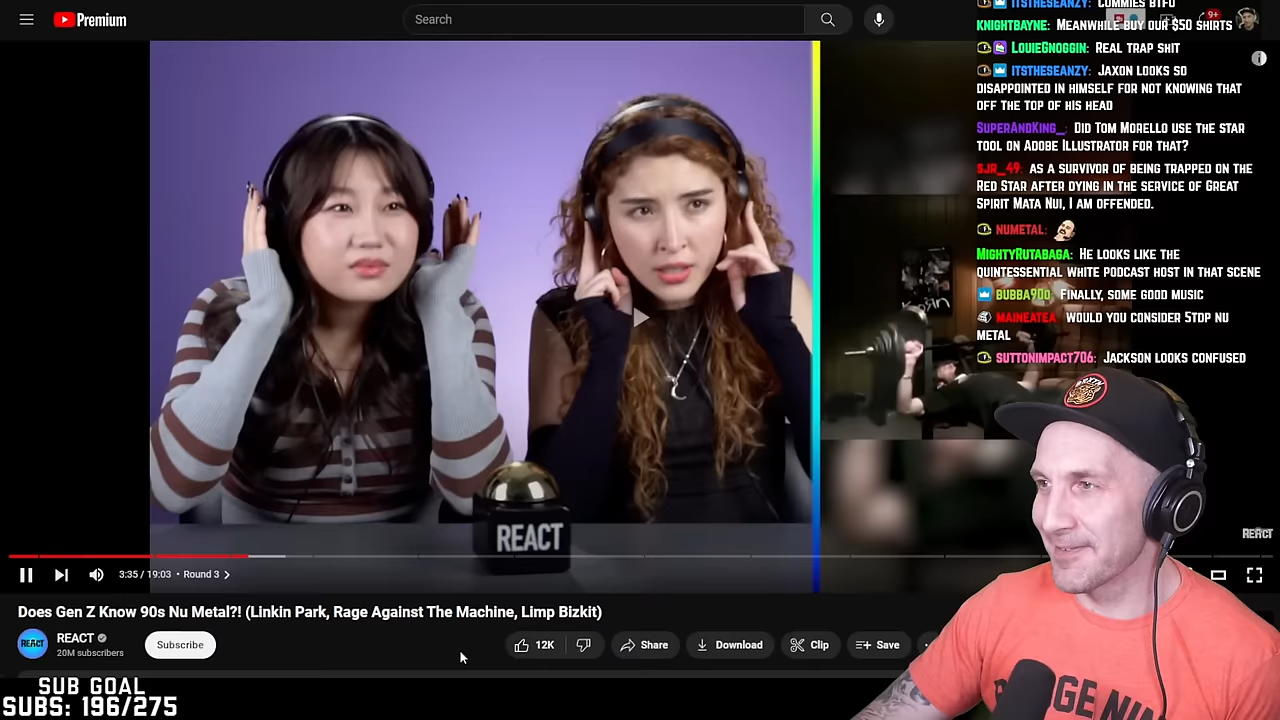 Premium
Search
9+
ITSTHESEANZY: COMMIES BTFO
KNIGHTBAYNE: MEANWHILE BUY OUR $50 SHIRTS
LOUIEGNOGGIN: REAL TRAP SHIT
ITSTHESEANZY: JAXON LOOKS SO
DISAPPOINTED IN HIMSELF FOR NOT KNOWING THAT
OFF THE TOP OF HIS HEAD
SUPERANDKING_: DID TOM MORELLO USE THE STAR
TOOL ON ADOBE ILLUSTRATOR FOR THAT?
SJR_49: AS A SURVIVOR OF BEING TRAPPED ON THE
RED STAR AFTER DYING IN THE SERVICE OF GREAT
SPIRIT MATA NUI, I AM OFFENDED.
NUMETAL:
MIGHTYRUTABAGA: HE LOOKS LIKE THE
QUINTESSENTIAL WHITE PODCAST HOST IN THAT SCENE
BUBBA90O: FINALLY, SOME GOOD MUSIC
MAINEATEA: WOULD YOU CONSIDER STDP NU
METAL
SUTTONIMPACT706: JACKSON LOOKS CONFUSED
REACT
REACT
3:35 / 19:03 • Round 3
Does Gen Z Know 90s Nu Metal?! (Linkin Park, Rage Against The Machine, Limp Bizkit)
REACT
REACT
20M subscribers
Subscribe
12K
Share
Download
Clip
Save
SUB GOAL
SUBS: 196/275